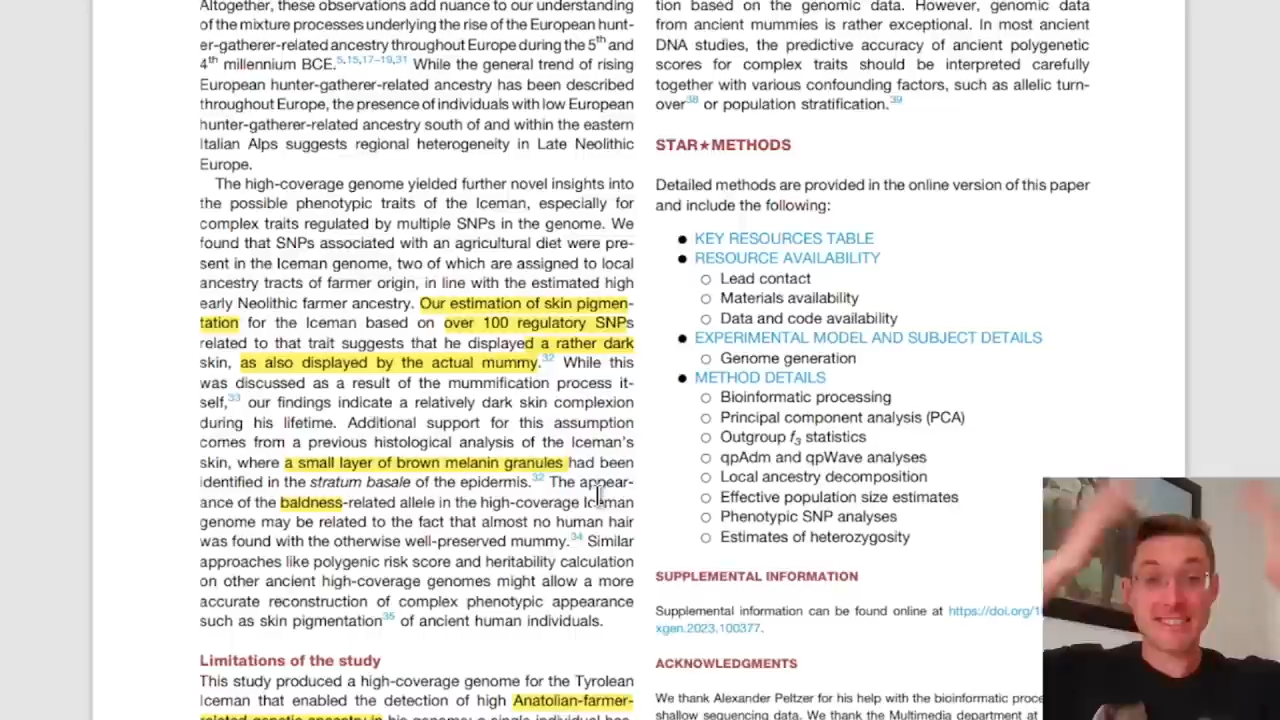 Altogether, these observations add nuance to our understanding
of the mixture processes underlying the rise of the European hunt-
er-gatherer-related ancestry throughout Europe during the 5th and
4th millennium BCE.5,15,17–19,31 While the general trend of rising
European hunter-gatherer-related ancestry has been described
throughout Europe, the presence of individuals with low European
hunter-gatherer-related ancestry south of and within the eastern
Italian Alps suggests regional heterogeneity in Late Neolithic
Europe.
The high-coverage genome yielded further novel insights into
the possible phenotypic traits of the Iceman, especially for
complex traits regulated by multiple SNPs in the genome. We
found that SNPs associated with an agricultural diet were pre-
sent in the Iceman genome, two of which are assigned to local
ancestry tracts of farmer origin, in line with the estimated high
early Neolithic farmer ancestry. Our estimation of skin pigmen-
tation for the Iceman based on over 100 regulatory SNPs
related to that trait suggests that he displayed a rather dark
skin, as also displayed by the actual mummy.32 While this
was discussed as a result of the mummification process it-
self,33 our findings indicate a relatively dark skin complexion
during his lifetime. Additional support for this assumption
comes from a previous histological analysis of the Iceman's
skin, where a small layer of brown melanin granules had been
identified in the stratum basale of the epidermis.32 The appear-
ance of the baldness-related allele in the high-coverage Iceman
genome may be related to the fact that almost no human hair
was found with the otherwise well-preserved mummy.34 Similar
approaches like polygenic risk score and heritability calculation
on other ancient high-coverage genomes might allow a more
accurate reconstruction of complex phenotypic appearance
such as skin pigmentation35 of ancient human individuals.
Limitations of the study
This study produced a high-coverage genome for the Tyrolean
Iceman that enabled the detection of high Anatolian-farmer-
related genetic ancestry in his genome; a single individual has
tion based on the genomic data. However, genomic data
from ancient mummies is rather exceptional. In most ancient
DNA studies, the predictive accuracy of ancient polygenetic
scores for complex traits should be interpreted carefully
together with various confounding factors, such as allelic turn-
over38 or population stratification.39
STAR★METHODS
Detailed methods are provided in the online version of this paper
and include the following:
● KEY RESOURCES TABLE
● RESOURCE AVAILABILITY
○ Lead contact
○ Materials availability
○ Data and code availability
● EXPERIMENTAL MODEL AND SUBJECT DETAILS
○ Genome generation
● METHOD DETAILS
○ Bioinformatic processing
○ Principal component analysis (PCA)
○ Outgroup f3 statistics
○ qpAdm and qpWave analyses
○ Local ancestry decomposition
○ Effective population size estimates
○ Phenotypic SNP analyses
○ Estimates of heterozygosity
SUPPLEMENTAL INFORMATION
Supplemental information can be found online at https://doi.org/1
xgen.2023.100377.
ACKNOWLEDGMENTS
We thank Alexander Peltzer for his help with the bioinformatic proce
shallow sequencing data. We thank the Multimedia department at